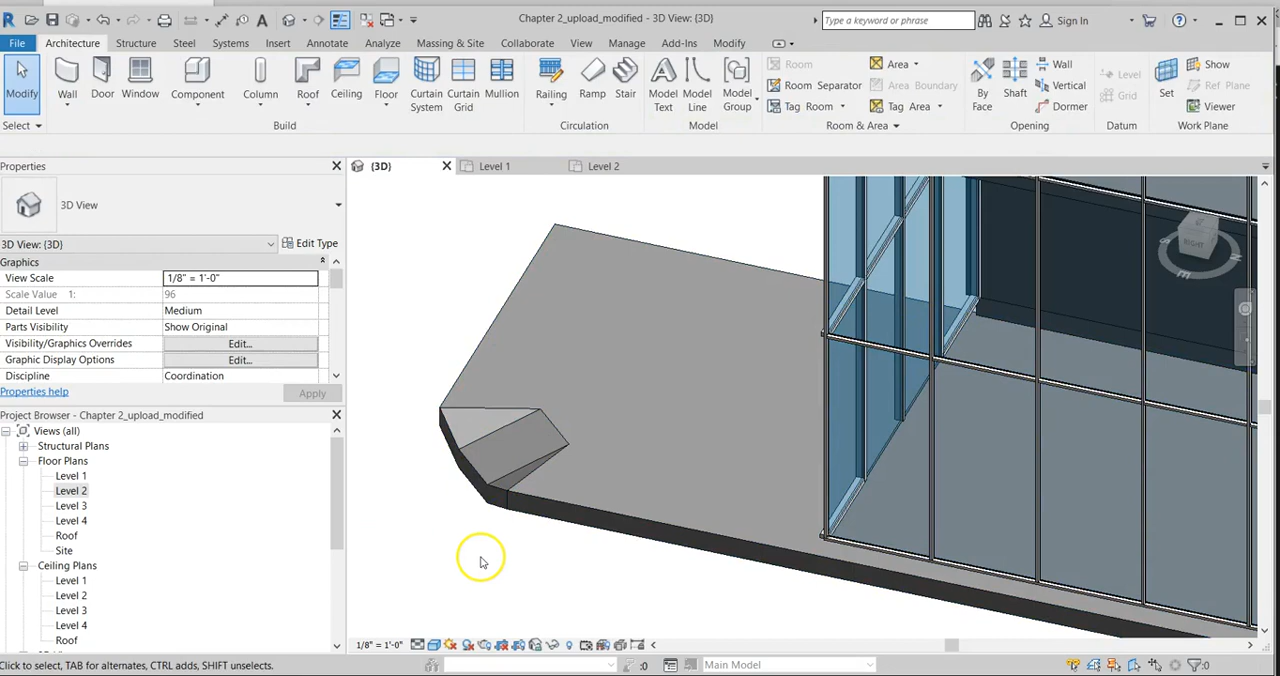 Chapter 2_upload_modified - 3D View: {3D}
Type a keyword or phrase
Sign In
File Architecture Structure Steel Systems Insert Annotate Analyze Massing & Site Collaborate View Manage Add-Ins Modify
Modify Wall Door Window Component Column Roof Ceiling Floor Curtain System Curtain Grid Mullion Railing Ramp Stair Model Text Model Line Model Group
Room Area
Room Separator Area Boundary
Tag Room Tag Area
By Face Shaft Wall Vertical Dormer
Level Grid
Set Show Ref Plane Viewer
Select Build Circulation Model Room & Area Opening Datum Work Plane
Properties
{3D} Level 1 Level 2
3D View
3D View: {3D} Edit Type
Graphics
View Scale 1/8" = 1'-0"
Scale Value 1: 96
Detail Level Medium
Parts Visibility Show Original
Visibility/Graphics Overrides Edit...
Graphic Display Options Edit...
Discipline Coordination
Properties help Apply
Project Browser - Chapter 2_upload_modified
Views (all)
Structural Plans
Floor Plans
Level 1
Level 2
Level 3
Level 4
Roof
Site
Ceiling Plans
Level 1
Level 2
Level 3
Level 4
Roof
RIGHT
1/8" = 1'-0"
Click to select, TAB for alternates, CTRL adds, SHIFT unselects.
:0
Main Model
:0